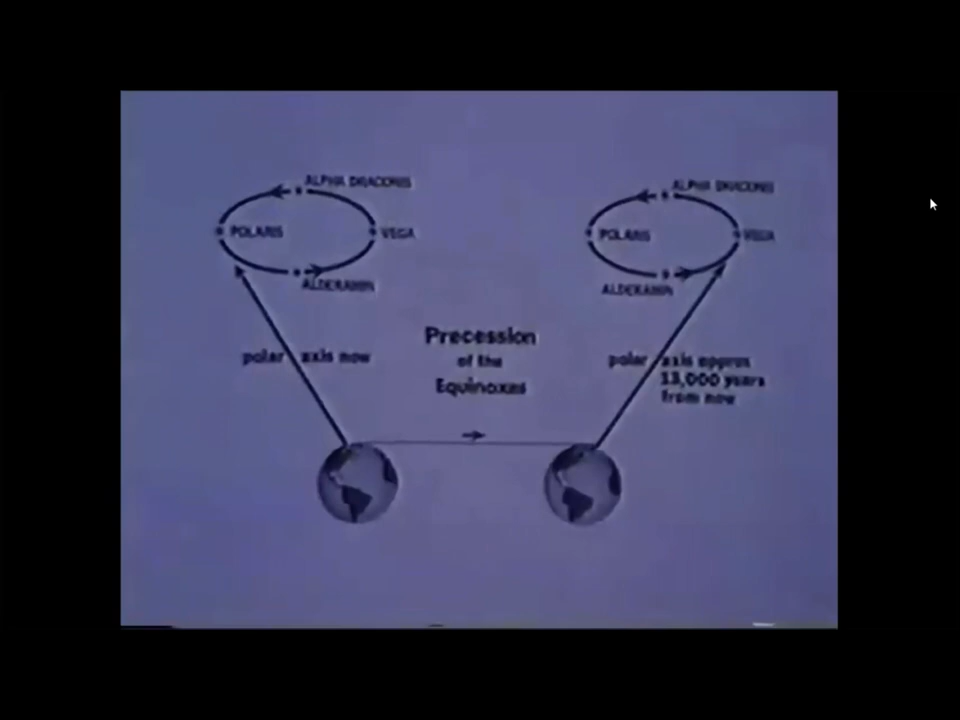 ALPHA DRACONIS
POLARIS
VEGA
ALDERAMIN
polar axis now
Precession
of the
Equinoxes
ALPHA DRACONIS
POLARIS
VEGA
ALDERAMIN
polar axis approx
13,000 years
from now